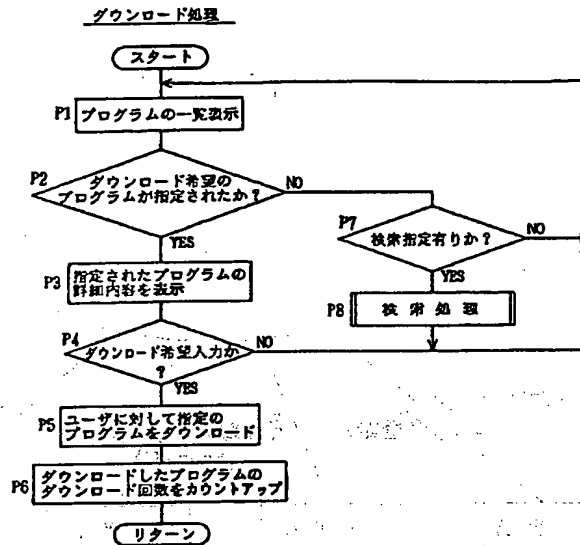 ダウンロード処理
スタート
P1
プログラムの一覧表示
P2
ダウンロード希望の
プログラムが指定されたか?
NO
YES
P7
検索指定有りか?
NO
YES
P3
指定されたプログラムの
詳細内容を表示
P8
検索処理
P4
ダウンロード希望入力か
?
NO
YES
P5
ユーザに対して指定の
プログラムをダウンロード
P6
ダウンロードしたプログラムの
ダウンロード回数をカウントアップ
リターン